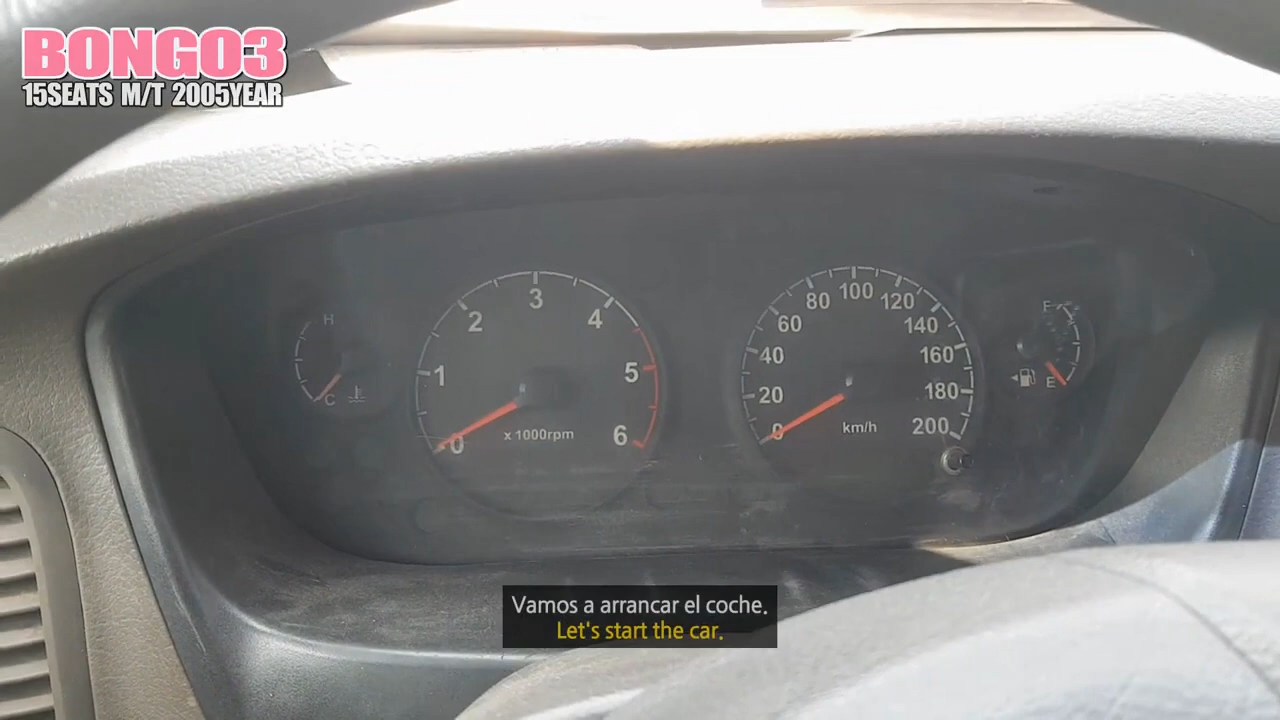 BONGO3
15SEATS M/T 2005YEAR
H
C
0
1
2
3
4
5
6
x 1000rpm
0
20
40
60
80
100
120
140
160
180
200
km/h
F
E
Vamos a arrancar el coche.
Let's start the car.